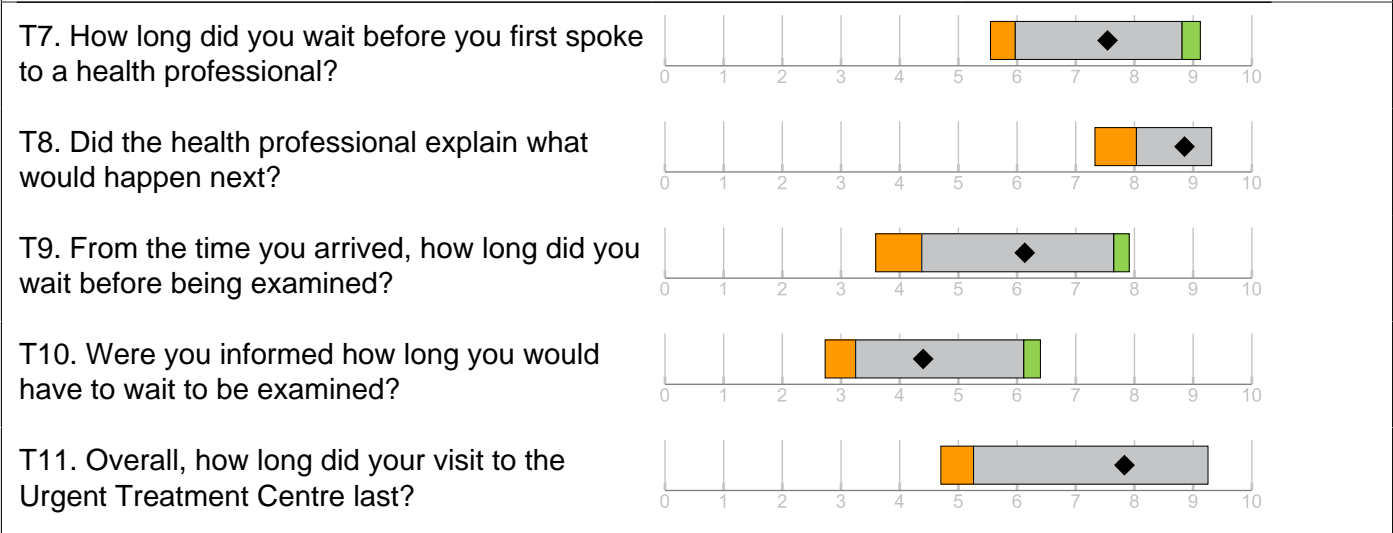 T7. How long did you wait before you first spoke
to a health professional?
0 1 2 3 4 5 6 7 8 9 10
T8. Did the health professional explain what
would happen next?
0 1 2 3 4 5 6 7 8 9 10
T9. From the time you arrived, how long did you
wait before being examined?
0 1 2 3 4 5 6 7 8 9 10
T10. Were you informed how long you would
have to wait to be examined?
0 1 2 3 4 5 6 7 8 9 10
T11. Overall, how long did your visit to the
Urgent Treatment Centre last?
0 1 2 3 4 5 6 7 8 9 10